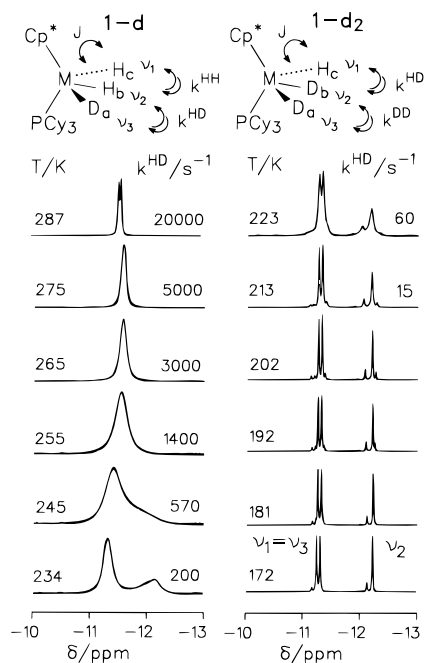 1-d
Cp* J
M Hc ν1
Hb ν2 kHH
Da ν3 kHD
PCy3
T/K kHD/s−1
287 20000
275 5000
265 3000
255 1400
245 570
234 200
−10 −11 −12 −13
δ/ppm
1-d2
Cp* J
M Hc ν1
Db ν2 kHD
Da ν3 kDD
PCy3
T/K kHD/s−1
223 60
213 15
202
192
181
ν1=ν3 ν2
172
−10 −11 −12 −13
δ/ppm